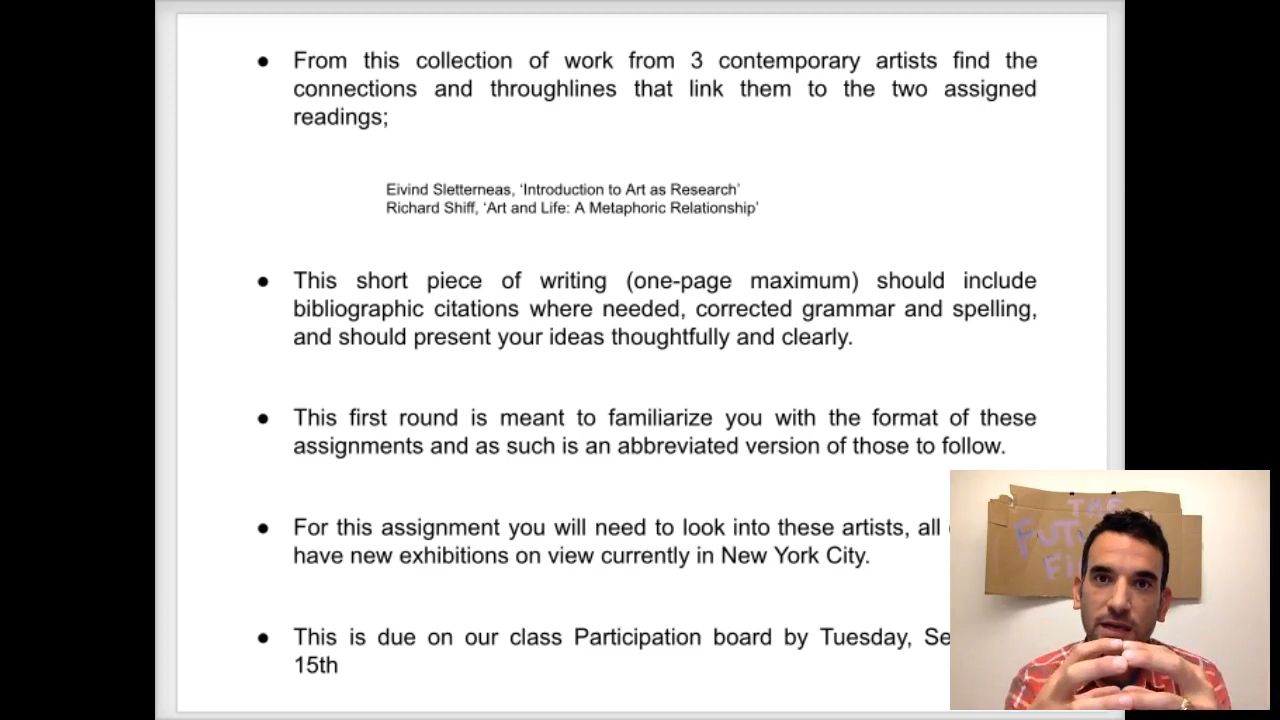 ● From this collection of work from 3 contemporary artists find the
connections and throughlines that link them to the two assigned
readings;
Eivind Sletterneas, ‘Introduction to Art as Research’
Richard Shiff, ‘Art and Life: A Metaphoric Relationship’
● This short piece of writing (one-page maximum) should include
bibliographic citations where needed, corrected grammar and spelling,
and should present your ideas thoughtfully and clearly.
● This first round is meant to familiarize you with the format of these
assignments and as such is an abbreviated version of those to follow.
● For this assignment you will need to look into these artists, all
have new exhibitions on view currently in New York City.
● This is due on our class Participation board by Tuesday, Se
15th
THE